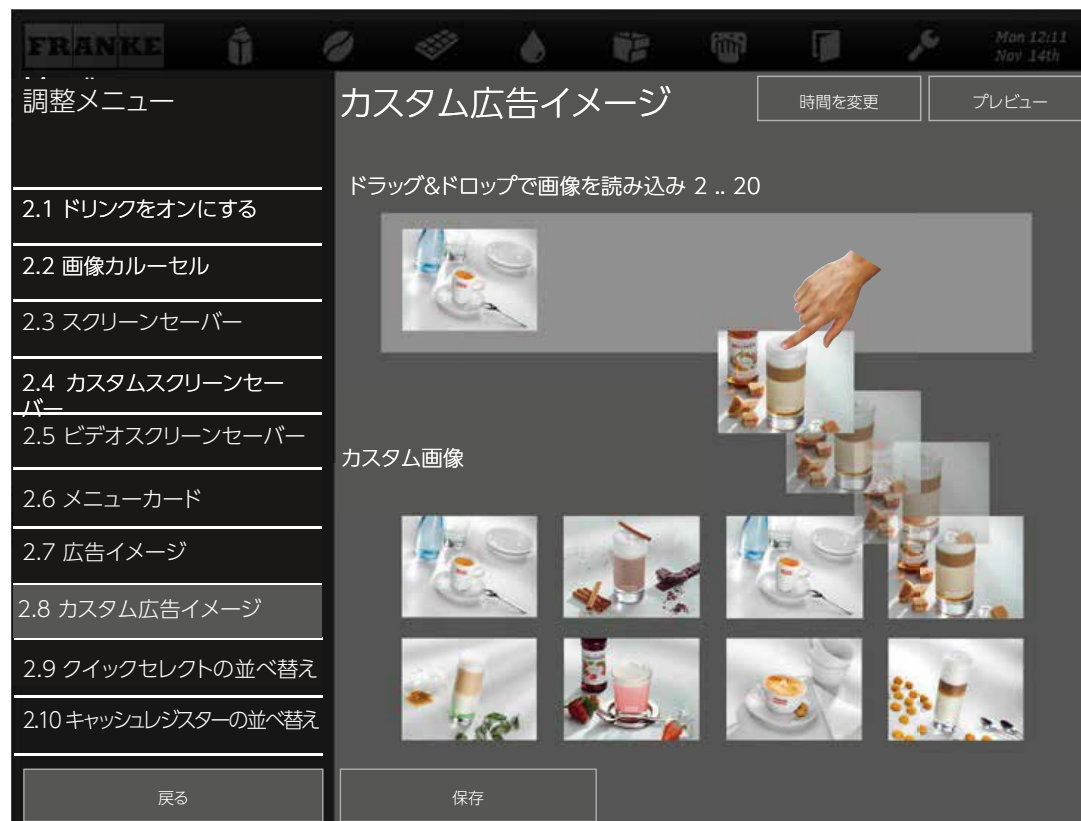 FRANKE
Mon 12:11
Nov 14th
調整メニュー
カスタム広告イメージ
時間を変更
プレビュー
ドラッグ&ドロップで画像を読み込み 2 .. 20
2.1 ドリンクをオンにする
2.2 画像カルーセル
2.3 スクリーンセーバー
2.4 カスタムスクリーンセー
バー
2.5 ビデオスクリーンセーバー
2.6 メニューカード
2.7 広告イメージ
2.8 カスタム広告イメージ
2.9 クイックセレクトの並べ替え
2.10 キャッシュレジスターの並べ替え
カスタム画像
戻る
保存